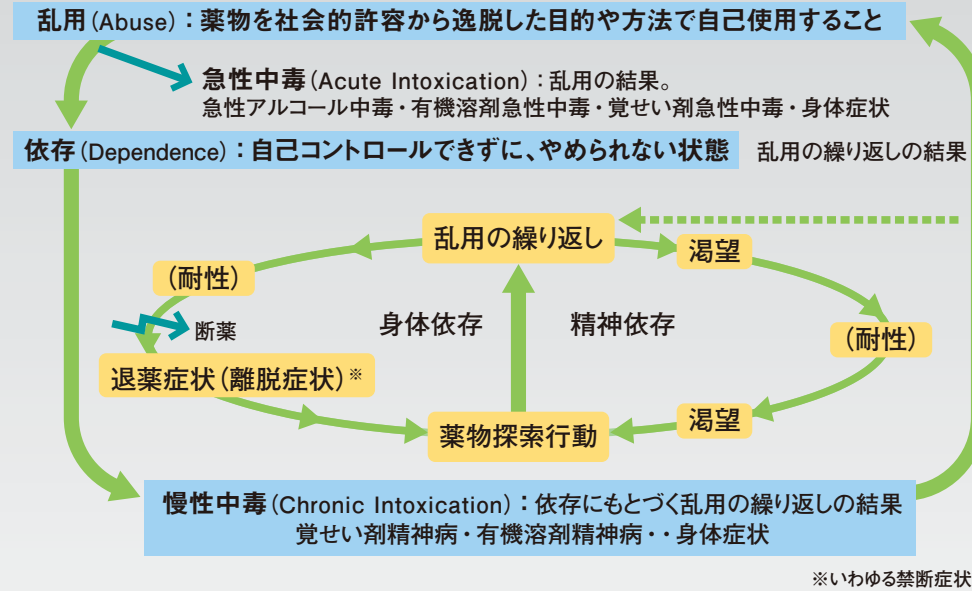 乱用(Abuse)：薬物を社会的許容から逸脱した目的や方法で自己使用すること
急性中毒(Acute Intoxication)：乱用の結果。
急性アルコール中毒・有機溶剤急性中毒・覚せい剤急性中毒・身体症状
依存(Dependence)：自己コントロールできずに、やめられない状態
乱用の繰り返しの結果
乱用の繰り返し
渇望
(耐性)
断薬
身体依存
精神依存
(耐性)
退薬症状(離脱症状)※
渇望
薬物探索行動
慢性中毒(Chronic Intoxication)：依存にもとづく乱用の繰り返しの結果
覚せい剤精神病・有機溶剤精神病・・身体症状
※いわゆる禁断症状